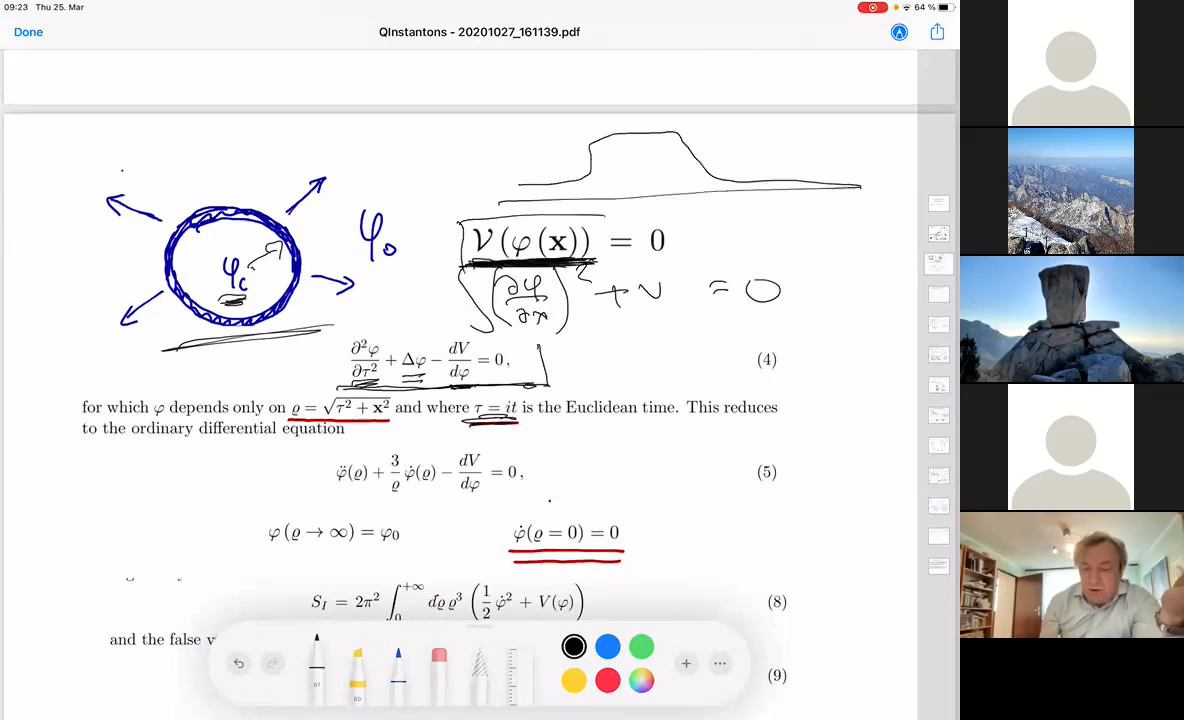 09:23 Thu 25. Mar
64 %
Done
QInstantons - 20201027_161139.pdf
φ₀
φc
V(φ(x)) = 0
(∂φ/∂x)² + V = 0
∂²φ/∂τ² + Δφ − dV/dφ = 0, (4)
for which φ depends only on ϱ = √(τ² + x²) and where τ = it is the Euclidean time. This reduces
to the ordinary differential equation
φ̈(ϱ) + 3/ϱ φ̇(ϱ) − dV/dφ = 0, (5)
φ(ϱ → ∞) = φ₀ φ̇(ϱ = 0) = 0
S_I = 2π² ∫₀^{+∞} dϱ ϱ³ (1/2 φ̇² + V(φ)) (8)
and the false v
(9)
97
80